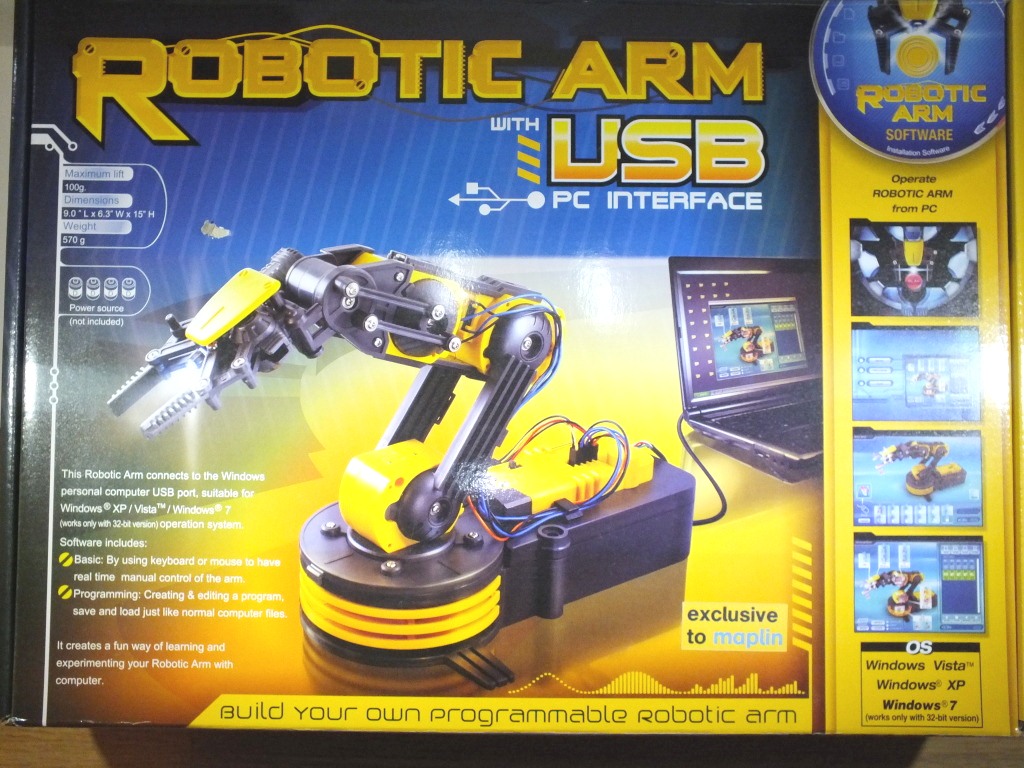 ROBOTIC ARM
WITH USB
PC INTERFACE
Maximum lift
100g.
Dimensions
9.0" L x 6.3" W x 15" H
Weight
570 g
Power source
(not included)
This Robotic Arm connects to the Windows
personal computer USB port, suitable for
Windows® XP / Vista™ / Windows® 7
(works only with 32-bit version) operation system.
Software includes:
Basic: By using keyboard or mouse to have
real time manual control of the arm.
Programming: Creating & editing a program,
save and load just like normal computer files.
It creates a fun way of learning and
experimenting your Robotic Arm with
computer.
exclusive
to maplin
Build your own programmable robotic arm
ROBOTIC
ARM
SOFTWARE
Installation Software
Operate
ROBOTIC ARM
from PC
OS
Windows Vista™
Windows® XP
Windows® 7
(works only with 32-bit version)